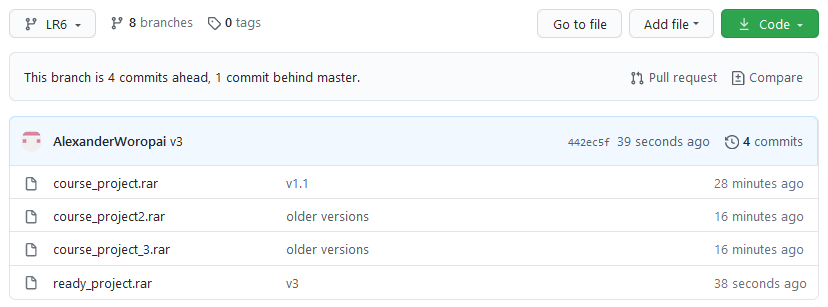 LR6 8 branches 0 tags Go to file Add file Code
This branch is 4 commits ahead, 1 commit behind master. Pull request Compare
AlexanderWoropai v3 442ec5f 39 seconds ago 4 commits
course_project.rar v1.1 28 minutes ago
course_project2.rar older versions 16 minutes ago
course_project_3.rar older versions 16 minutes ago
ready_project.rar v3 38 seconds ago